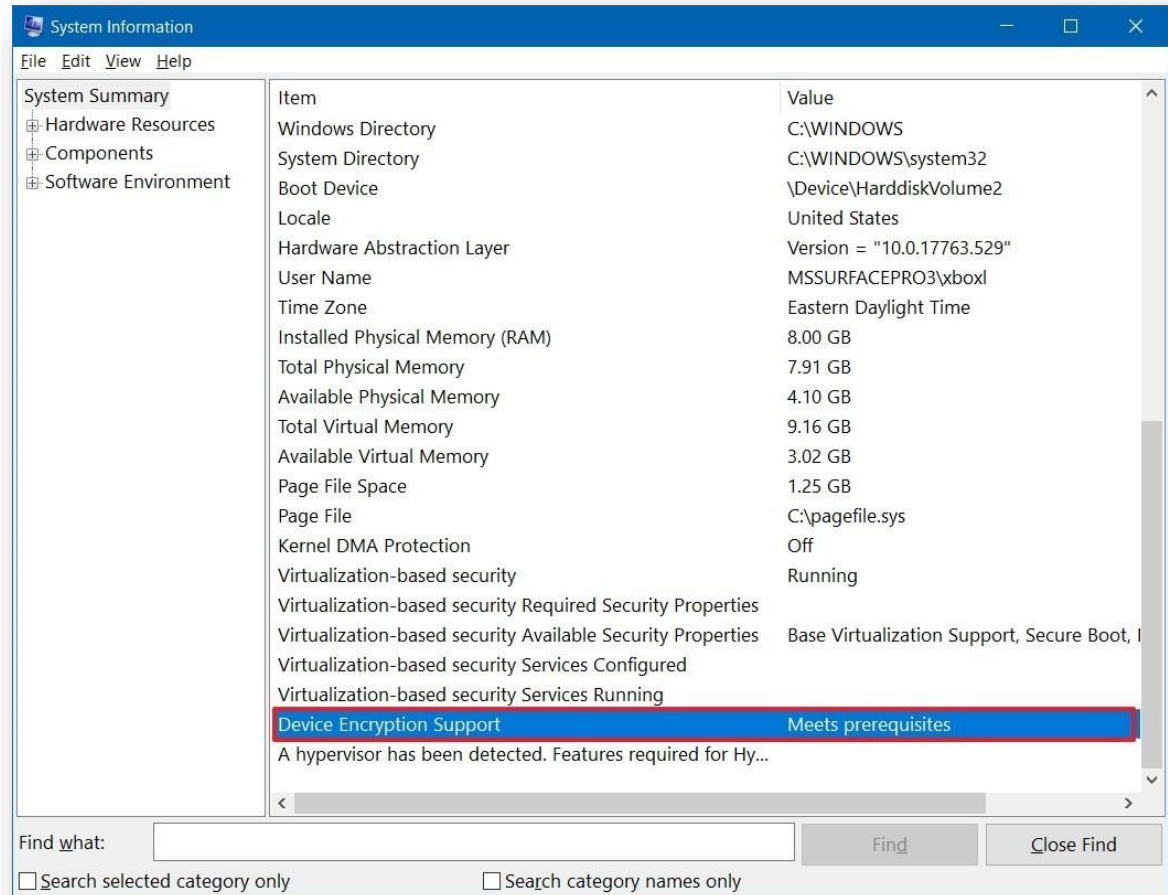 System Information
File Edit View Help
System Summary
Hardware Resources
Components
Software Environment
Item Value
Windows Directory C:\WINDOWS
System Directory C:\WINDOWS\system32
Boot Device \Device\HarddiskVolume2
Locale United States
Hardware Abstraction Layer Version = "10.0.17763.529"
User Name MSSURFACEPRO3\xboxl
Time Zone Eastern Daylight Time
Installed Physical Memory (RAM) 8.00 GB
Total Physical Memory 7.91 GB
Available Physical Memory 4.10 GB
Total Virtual Memory 9.16 GB
Available Virtual Memory 3.02 GB
Page File Space 1.25 GB
Page File C:\pagefile.sys
Kernel DMA Protection Off
Virtualization-based security Running
Virtualization-based security Required Security Properties
Virtualization-based security Available Security Properties Base Virtualization Support, Secure Boot,
Virtualization-based security Services Configured
Virtualization-based security Services Running
Device Encryption Support Meets prerequisites
A hypervisor has been detected. Features required for Hy...
Find what: Find Close Find
Search selected category only Search category names only